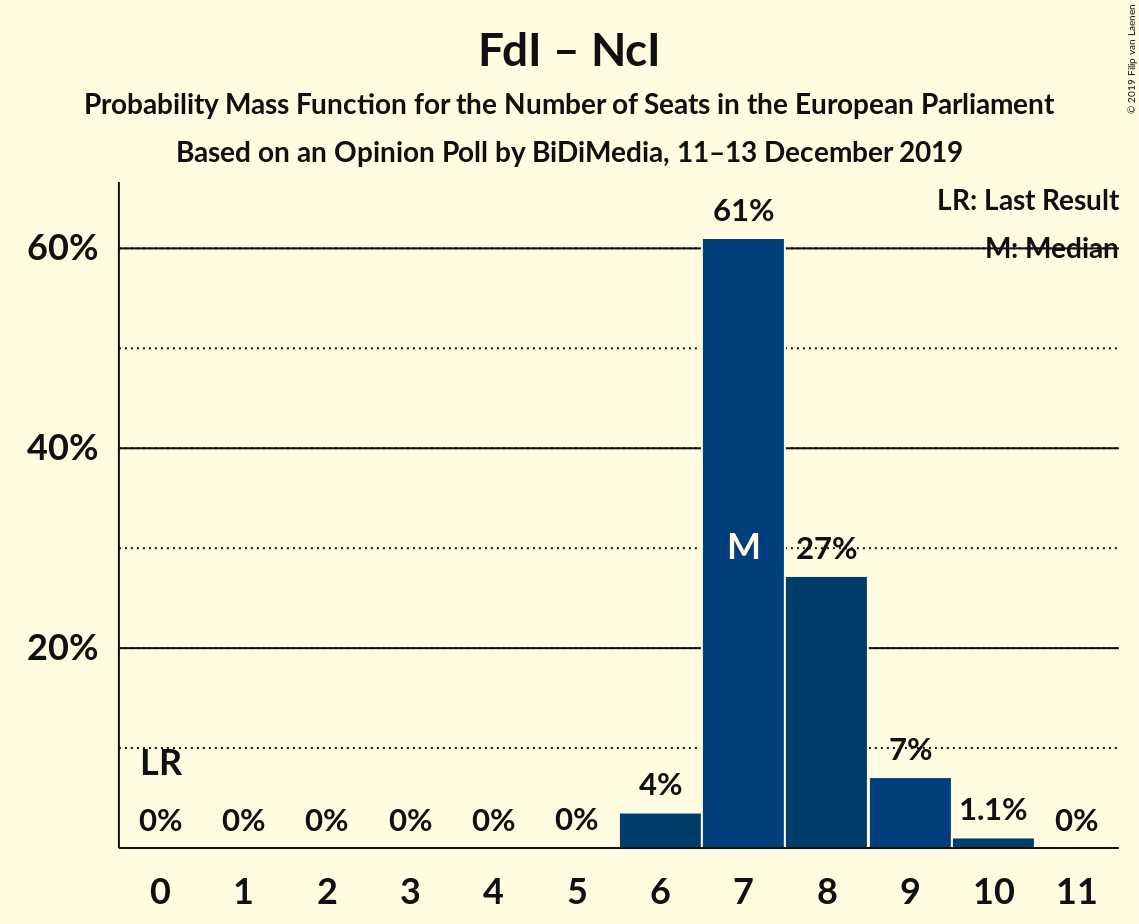 FdI – NcI
Probability Mass Function for the Number of Seats in the European Parliament
Based on an Opinion Poll by BiDiMedia, 11–13 December 2019
© 2019 Filip van Laenen
LR: Last Result
M: Median
60%
40%
20%
61%
M
27%
7%
4%
1.1%
LR
0% 0% 0% 0% 0% 0% 0%
0 1 2 3 4 5 6 7 8 9 10 11